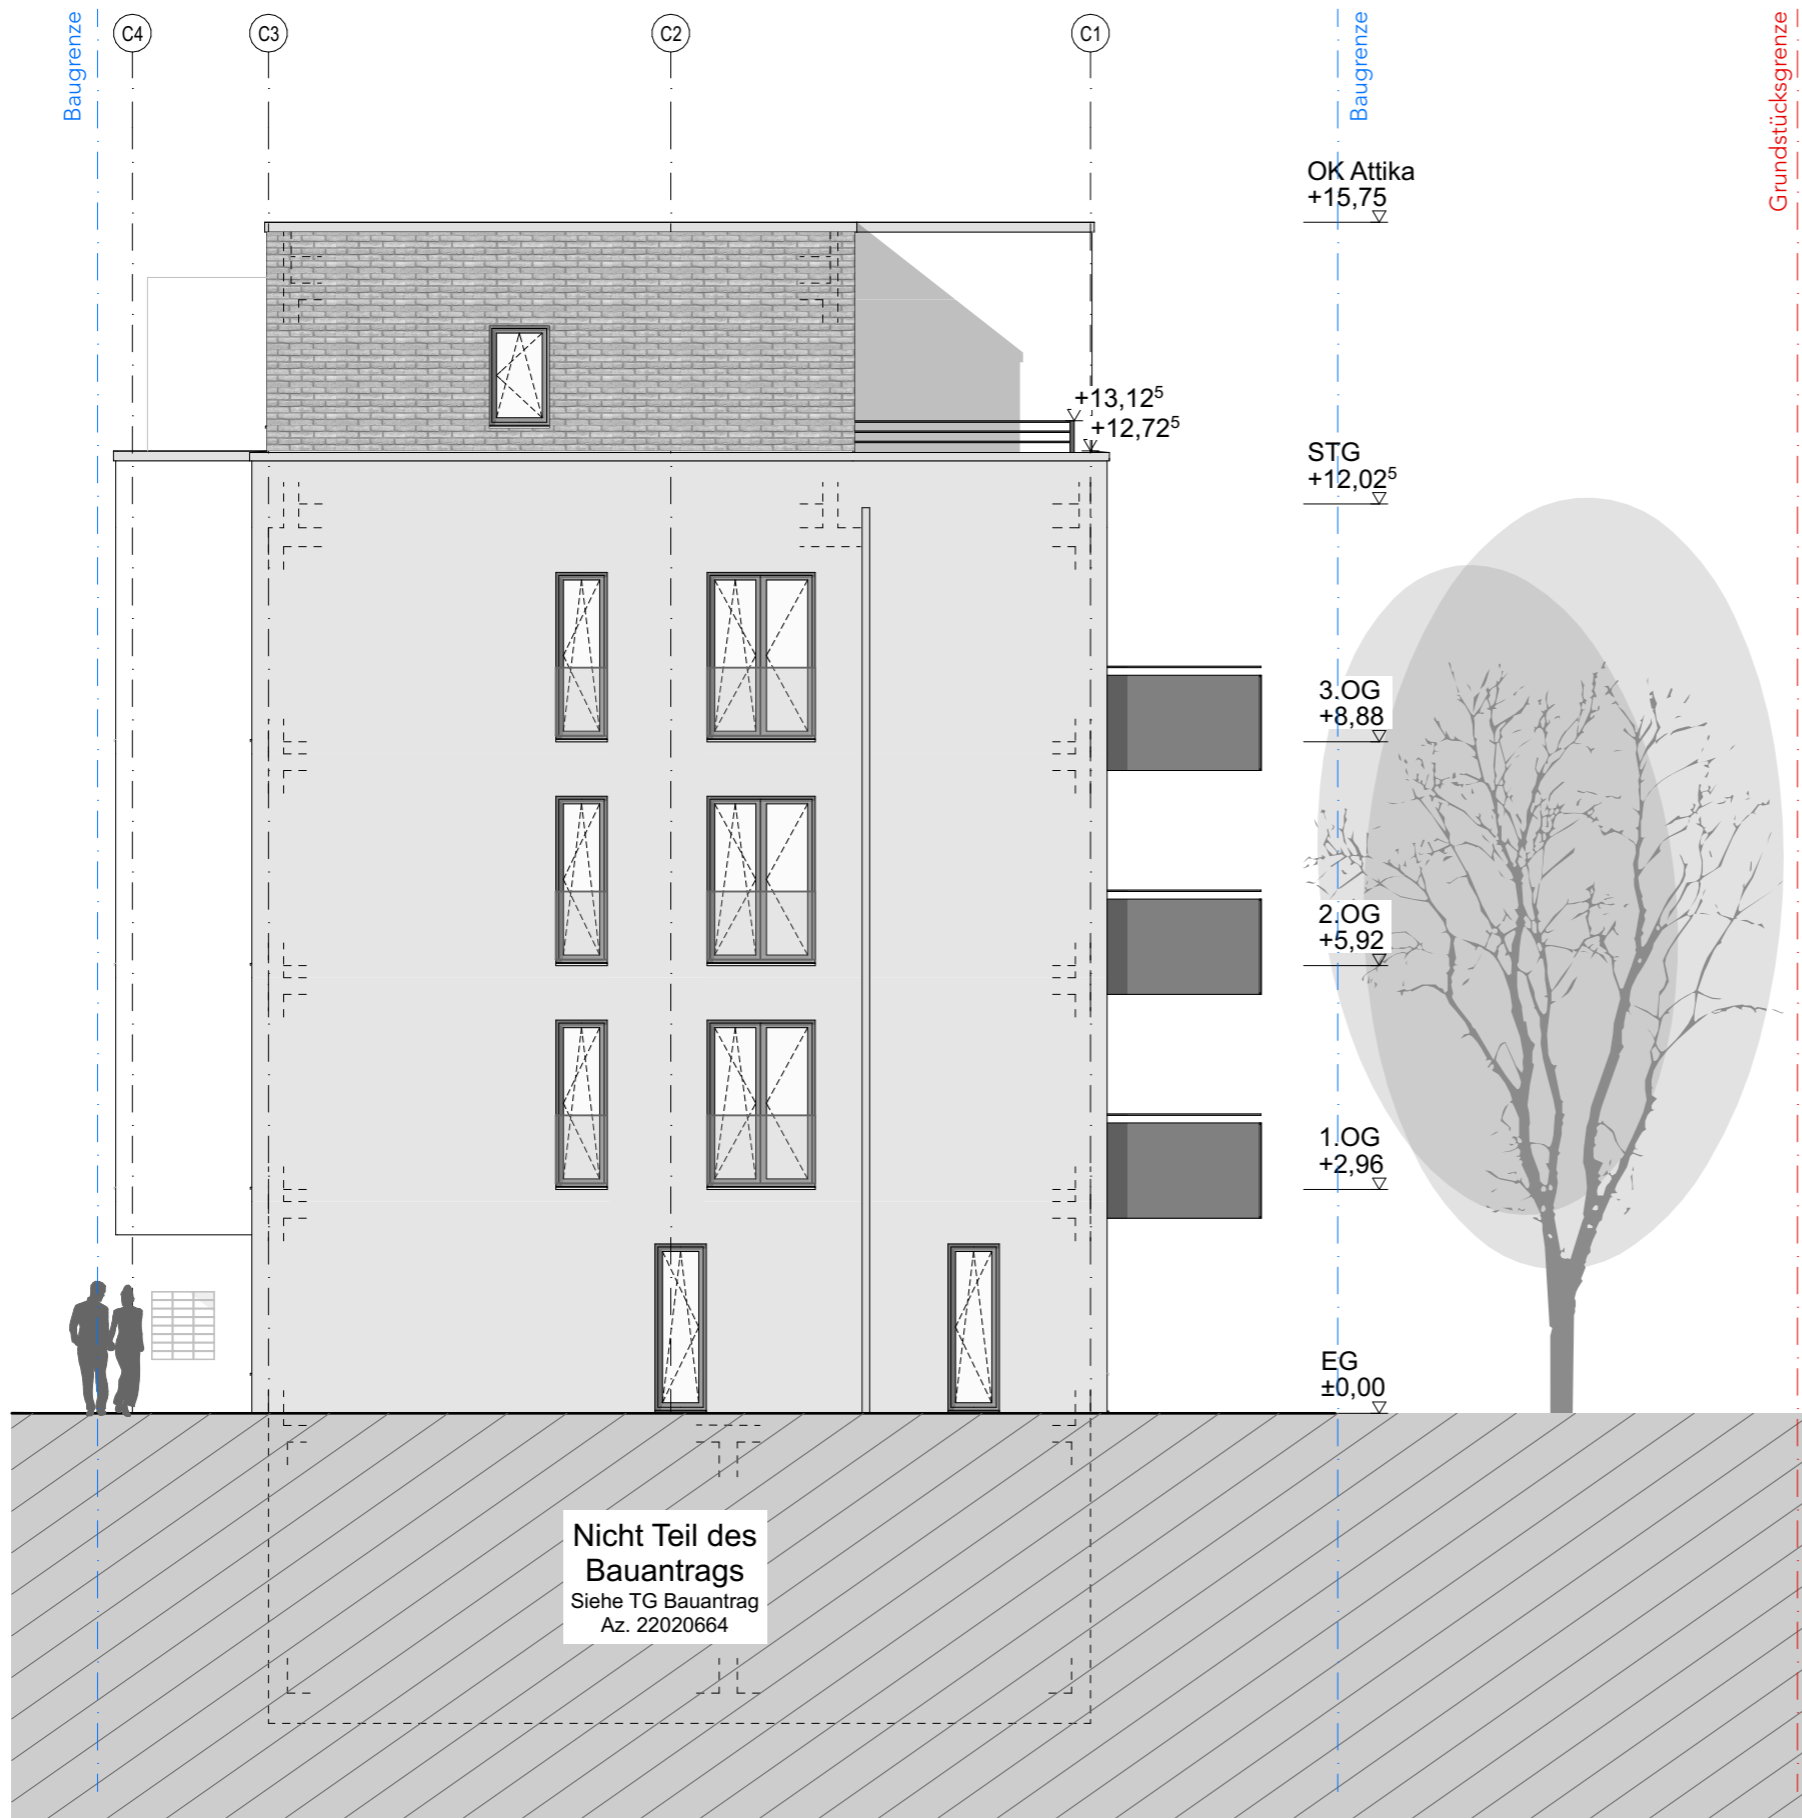 C4
C3
C2
C1
Baugrenze
Baugrenze
Grundstücksgrenze
OK Attika
+15,75
+13,12⁵
+12,72⁵
STG
+12,02⁵
3.OG
+8,88
2.OG
+5,92
1.OG
+2,96
EG
±0,00
Nicht Teil des
Bauantrags
Siehe TG Bauantrag
Az. 22020664